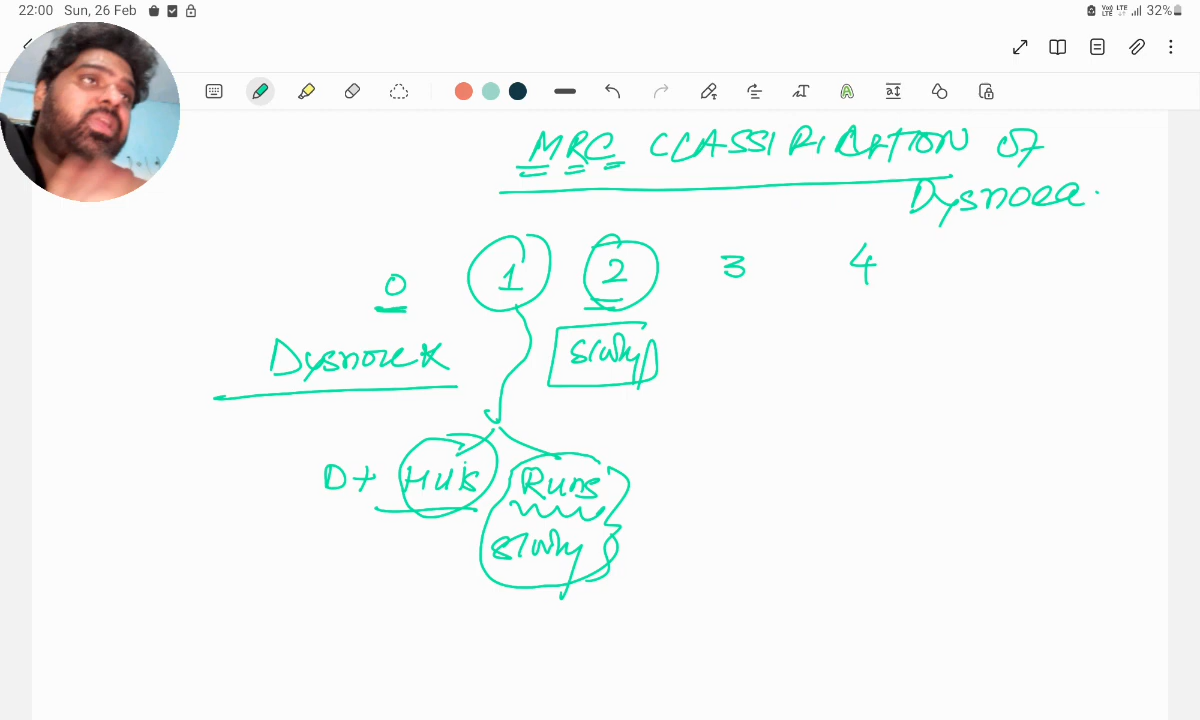 22:00 Sun, 26 Feb
32%
MRC CLASSIFICATION of
Dysnoea.
0 1 2 3 4
Dysnoea x
slowly
D+ Hills Runs
slowly